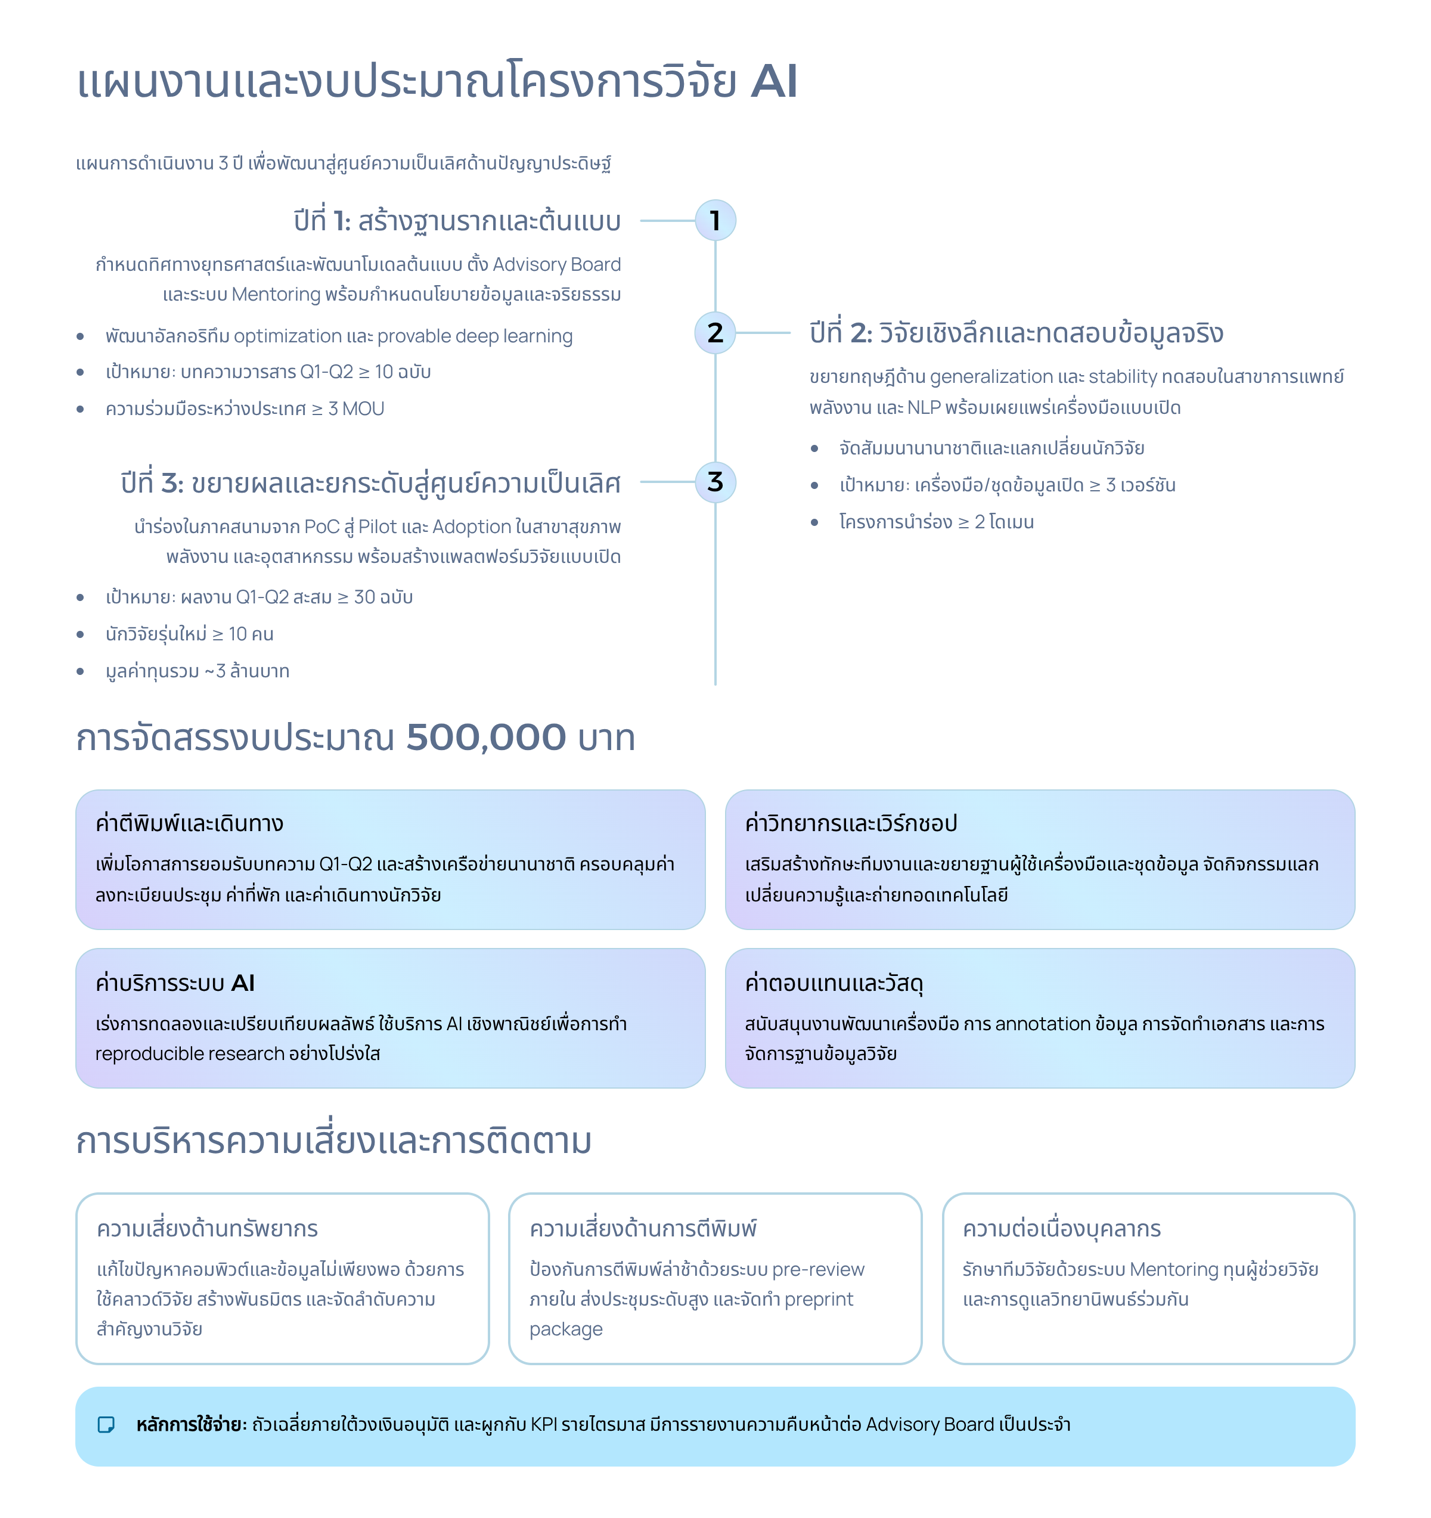 แผนงานและงบประมาณโครงการวิจัย AI
แผนการดำเนินงาน 3 ปี เพื่อพัฒนาสู่ศูนย์ความเป็นเลิศด้านปัญญาประดิษฐ์
ปีที่ 1: สร้างฐานรากและต้นแบบ
กำหนดทิศทางยุทธศาสตร์และพัฒนาโมเดลต้นแบบ ตั้ง Advisory Board
และระบบ Mentoring พร้อมกำหนดนโยบายข้อมูลและจริยธรรม
• พัฒนาอัลกอริทึม optimization และ provable deep learning
• เป้าหมาย: บทความวารสาร Q1-Q2 ≥ 10 ฉบับ
• ความร่วมมือระหว่างประเทศ ≥ 3 MOU
1
2
ปีที่ 2: วิจัยเชิงลึกและทดสอบข้อมูลจริง
ขยายทฤษฎีด้าน generalization และ stability ทดสอบในสาขาการแพทย์
พลังงาน และ NLP พร้อมเผยแพร่เครื่องมือแบบเปิด
• จัดสัมมนานานาชาติและแลกเปลี่ยนนักวิจัย
• เป้าหมาย: เครื่องมือ/ชุดข้อมูลเปิด ≥ 3 เวอร์ชัน
• โครงการนำร่อง ≥ 2 โดเมน
ปีที่ 3: ขยายผลและยกระดับสู่ศูนย์ความเป็นเลิศ
3
นำร่องในภาคสนามจาก PoC สู่ Pilot และ Adoption ในสาขาสุขภาพ
พลังงาน และอุตสาหกรรม พร้อมสร้างแพลตฟอร์มวิจัยแบบเปิด
• เป้าหมาย: ผลงาน Q1-Q2 สะสม ≥ 30 ฉบับ
• นักวิจัยรุ่นใหม่ ≥ 10 คน
• มูลค่าทุนรวม ~3 ล้านบาท
การจัดสรรงบประมาณ 500,000 บาท
ค่าตีพิมพ์และเดินทาง
เพิ่มโอกาสการยอมรับบทความ Q1-Q2 และสร้างเครือข่ายนานาชาติ ครอบคลุมค่า
ลงทะเบียนประชุม ค่าที่พัก และค่าเดินทางนักวิจัย
ค่าวิทยากรและเวิร์กชอป
เสริมสร้างทักษะทีมงานและขยายฐานผู้ใช้เครื่องมือและชุดข้อมูล จัดกิจกรรมแลก
เปลี่ยนความรู้และถ่ายทอดเทคโนโลยี
ค่าบริการระบบ AI
เร่งการทดลองและเปรียบเทียบผลลัพธ์ ใช้บริการ AI เชิงพาณิชย์เพื่อการทำ
reproducible research อย่างโปร่งใส
ค่าตอบแทนและวัสดุ
สนับสนุนงานพัฒนาเครื่องมือ การ annotation ข้อมูล การจัดทำเอกสาร และการ
จัดการฐานข้อมูลวิจัย
การบริหารความเสี่ยงและการติดตาม
ความเสี่ยงด้านทรัพยากร
แก้ไขปัญหาคอมพิวต์และข้อมูลไม่เพียงพอ ด้วยการ
ใช้คลาวด์วิจัย สร้างพันธมิตร และจัดลำดับความ
สำคัญงานวิจัย
ความเสี่ยงด้านการตีพิมพ์
ป้องกันการตีพิมพ์ล่าช้าด้วยระบบ pre-review
ภายใน ส่งประชุมระดับสูง และจัดทำ preprint
package
ความต่อเนื่องบุคลากร
รักษาทีมวิจัยด้วยระบบ Mentoring ทุนผู้ช่วยวิจัย
และการดูแลวิทยานิพนธ์ร่วมกัน
หลักการใช้จ่าย: ถัวเฉลี่ยภายใต้วงเงินอนุมัติ และผูกกับ KPI รายไตรมาส มีการรายงานความคืบหน้าต่อ Advisory Board เป็นประจำ